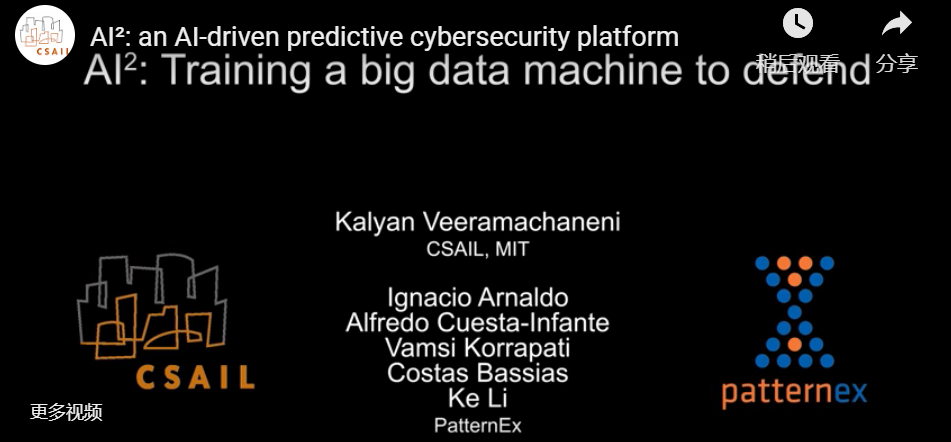 CSAIL
AI²: an AI-driven predictive cybersecurity platform
稍后观看
分享
AI²: Training a big data machine to defend
Kalyan Veeramachaneni
CSAIL, MIT
Ignacio Arnaldo
Alfredo Cuesta-Infante
Vamsi Korrapati
Costas Bassias
Ke Li
PatternEx
CSAIL
patternex
更多视频